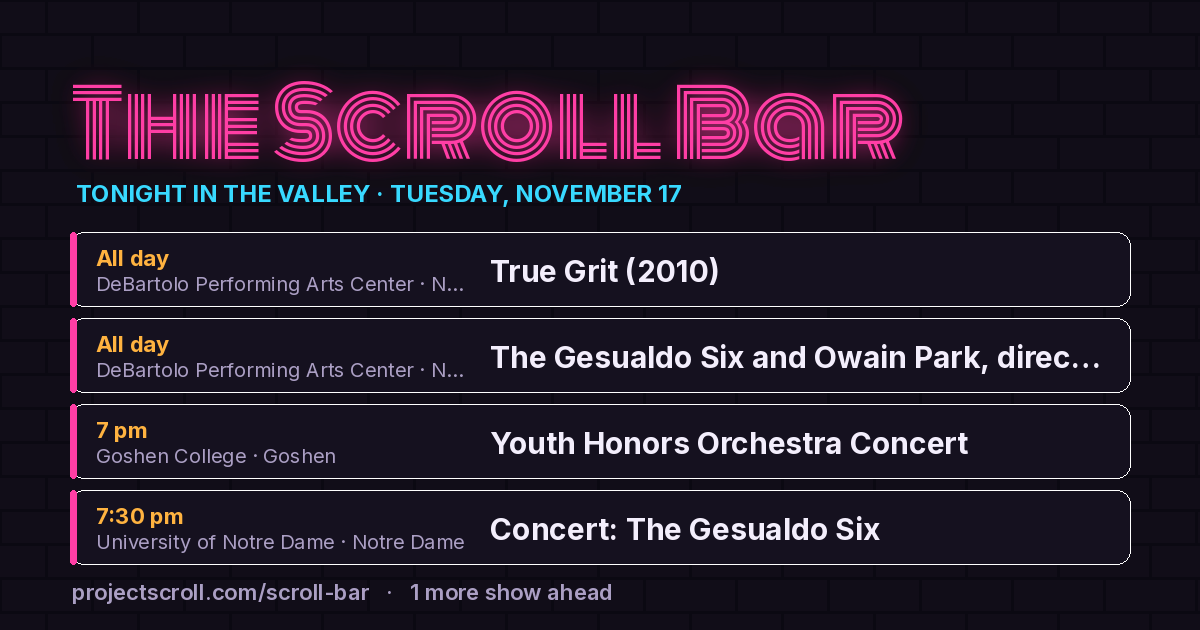 The Scroll Bar
TONIGHT IN THE VALLEY · TUESDAY, NOVEMBER 17
All day
DeBartolo Performing Arts Center · N…
True Grit (2010)
All day
DeBartolo Performing Arts Center · N…
The Gesualdo Six and Owain Park, direc…
7 pm
Goshen College · Goshen
Youth Honors Orchestra Concert
7:30 pm
University of Notre Dame · Notre Dame
Concert: The Gesualdo Six
projectscroll.com/scroll-bar · 1 more show ahead